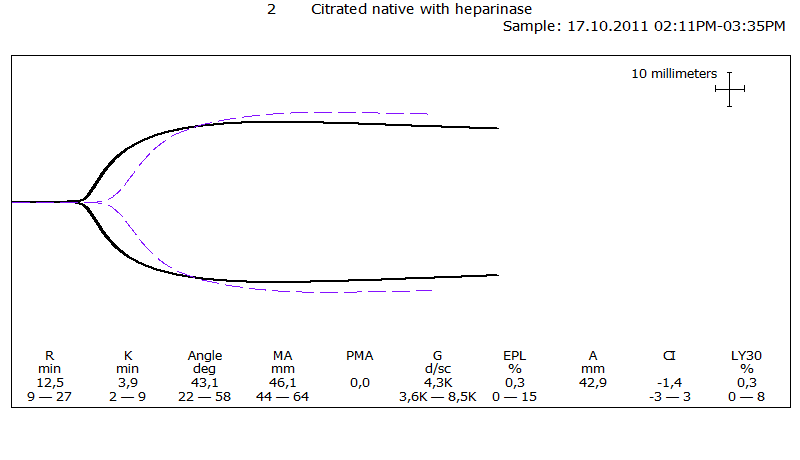 2 Citrated native with heparinase
Sample: 17.10.2011 02:11PM-03:35PM
10 millimeters
R K Angle MA PMA G EPL A CI LY30
min min deg mm d/sc % mm %
12,5 3,9 43,1 46,1 0,0 4,3K 0,3 42,9 -1,4 0,3
9 — 27 2 — 9 22 — 58 44 — 64 3,6K — 8,5K 0 — 15 -3 — 3 0 — 8